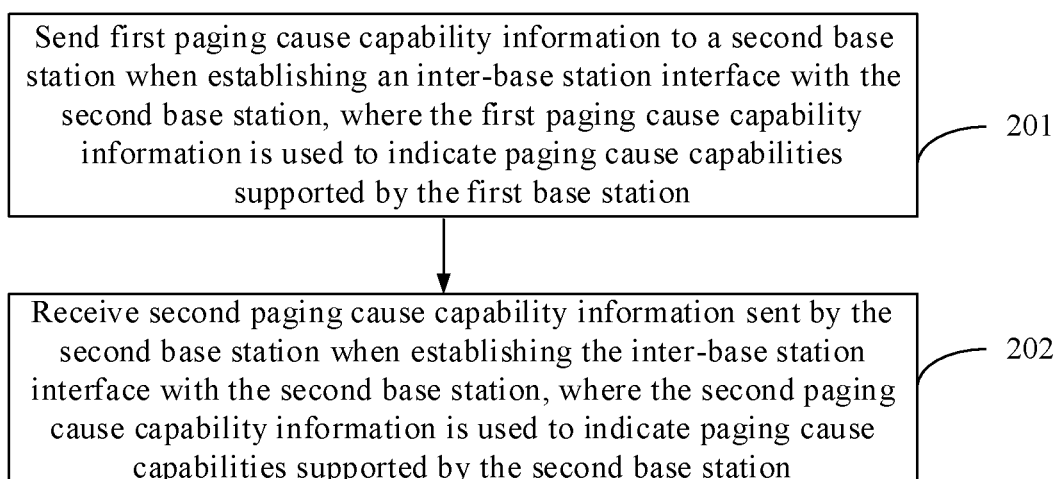 Send first paging cause capability information to a second base
station when establishing an inter-base station interface with the
second base station, where the first paging cause capability
information is used to indicate paging cause capabilities
supported by the first base station
201
Receive second paging cause capability information sent by the
second base station when establishing the inter-base station
interface with the second base station, where the second paging
cause capability information is used to indicate paging cause
capabilities supported by the second base station
202